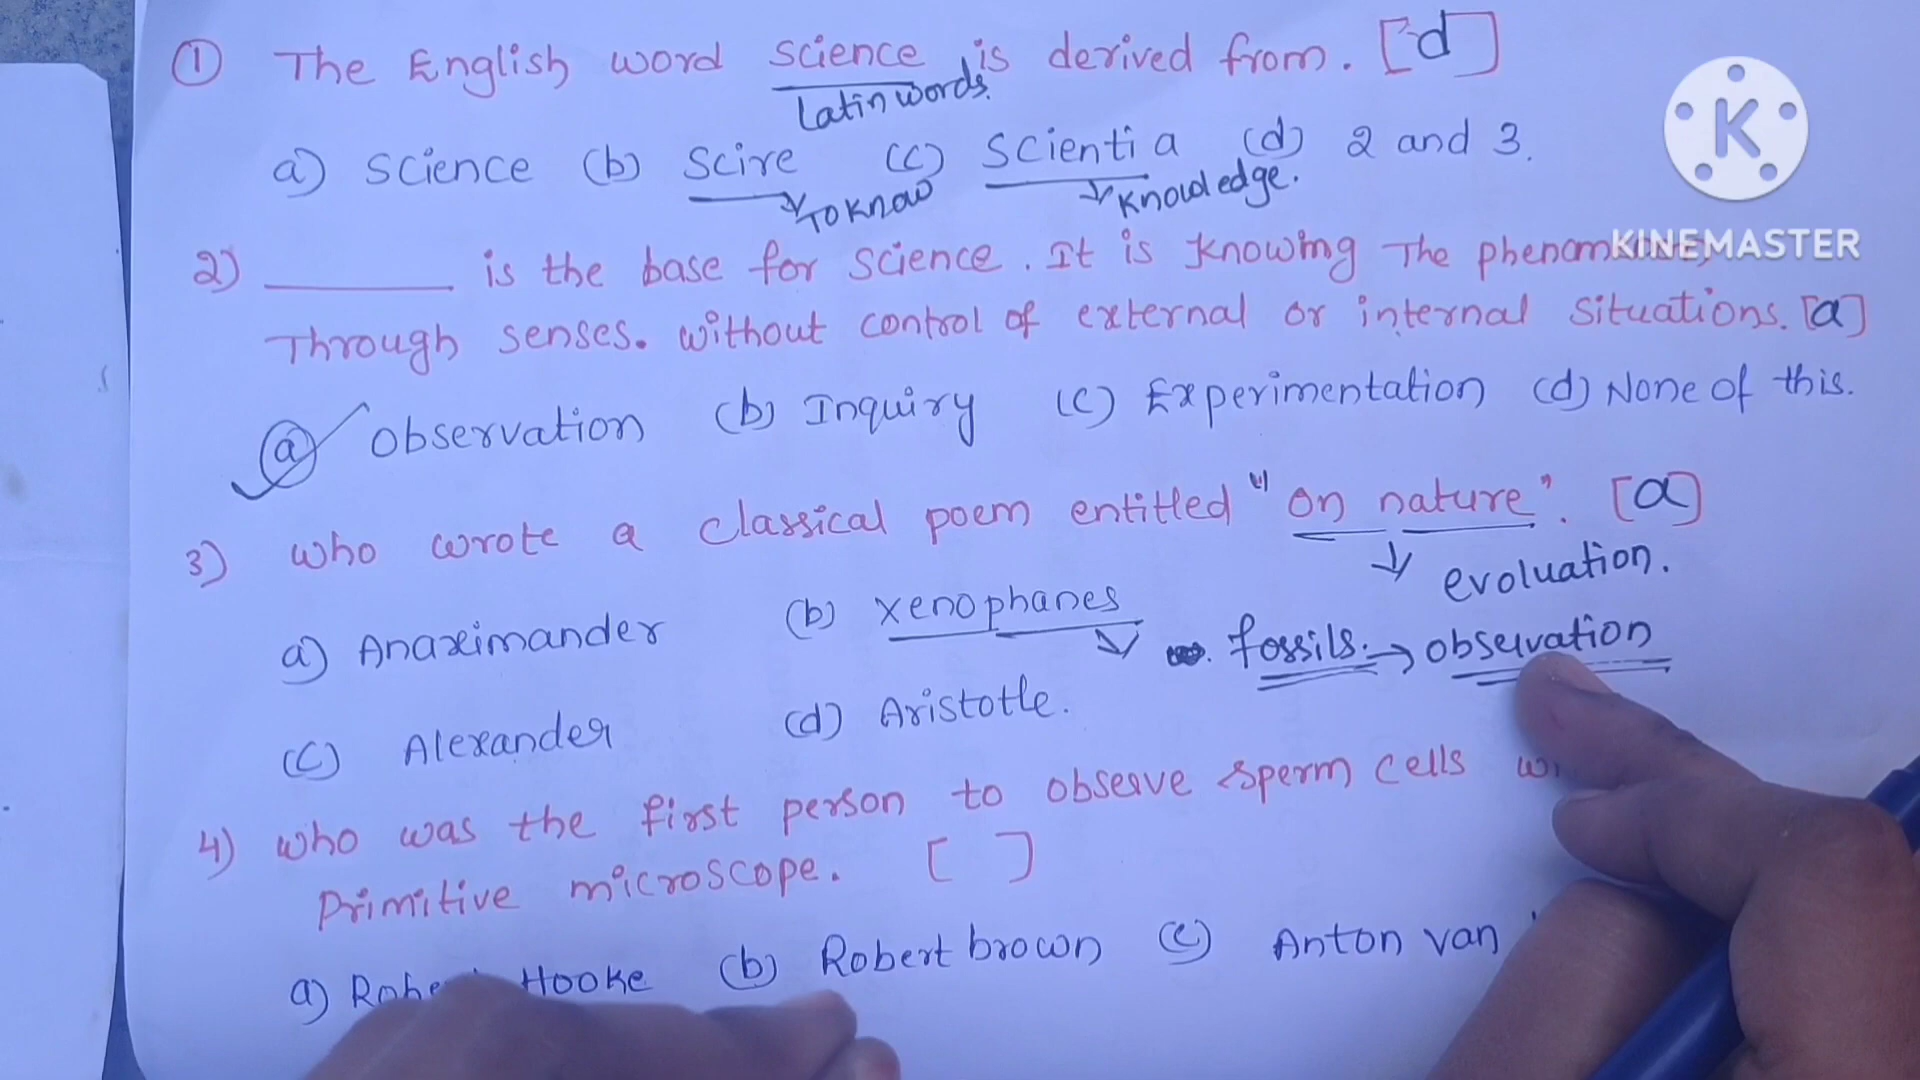 ① The English word science is derived from. [d]
Latin words.
a) science (b) scire (c) scientia (d) 2 and 3.
To know
knowledge.
K
KINEMASTER
2) ______ is the base for science. It is knowing The
Through senses. without control of external or internal situations. [a]
a) observation (b) Inquiry (c) Experimentation (d) None of this.
3) who wrote a classical poem entitled "on nature". [a]
evoluation.
a) Anaximander (b) xenophanes
fossils. → observation
(c) Alexander (d) Aristotle.
4) who was the first person to observe sperm cells
primitive microscope. [ ]
a) Hooke (b) Robert brown (c) Anton van